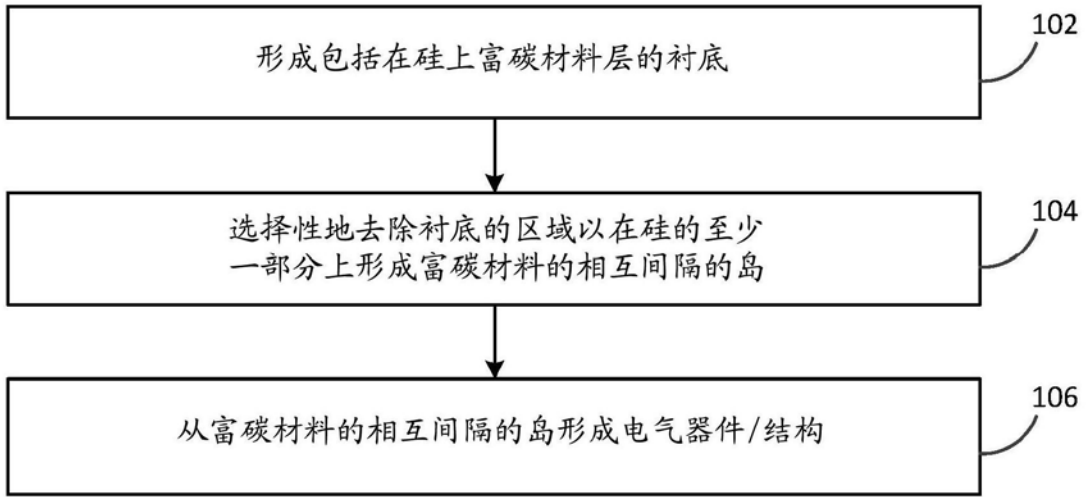 102
形成包括在硅上富碳材料层的衬底
104
选择性地去除衬底的区域以在硅的至少
一部分上形成富碳材料的相互间隔的岛
106
从富碳材料的相互间隔的岛形成电气器件/结构